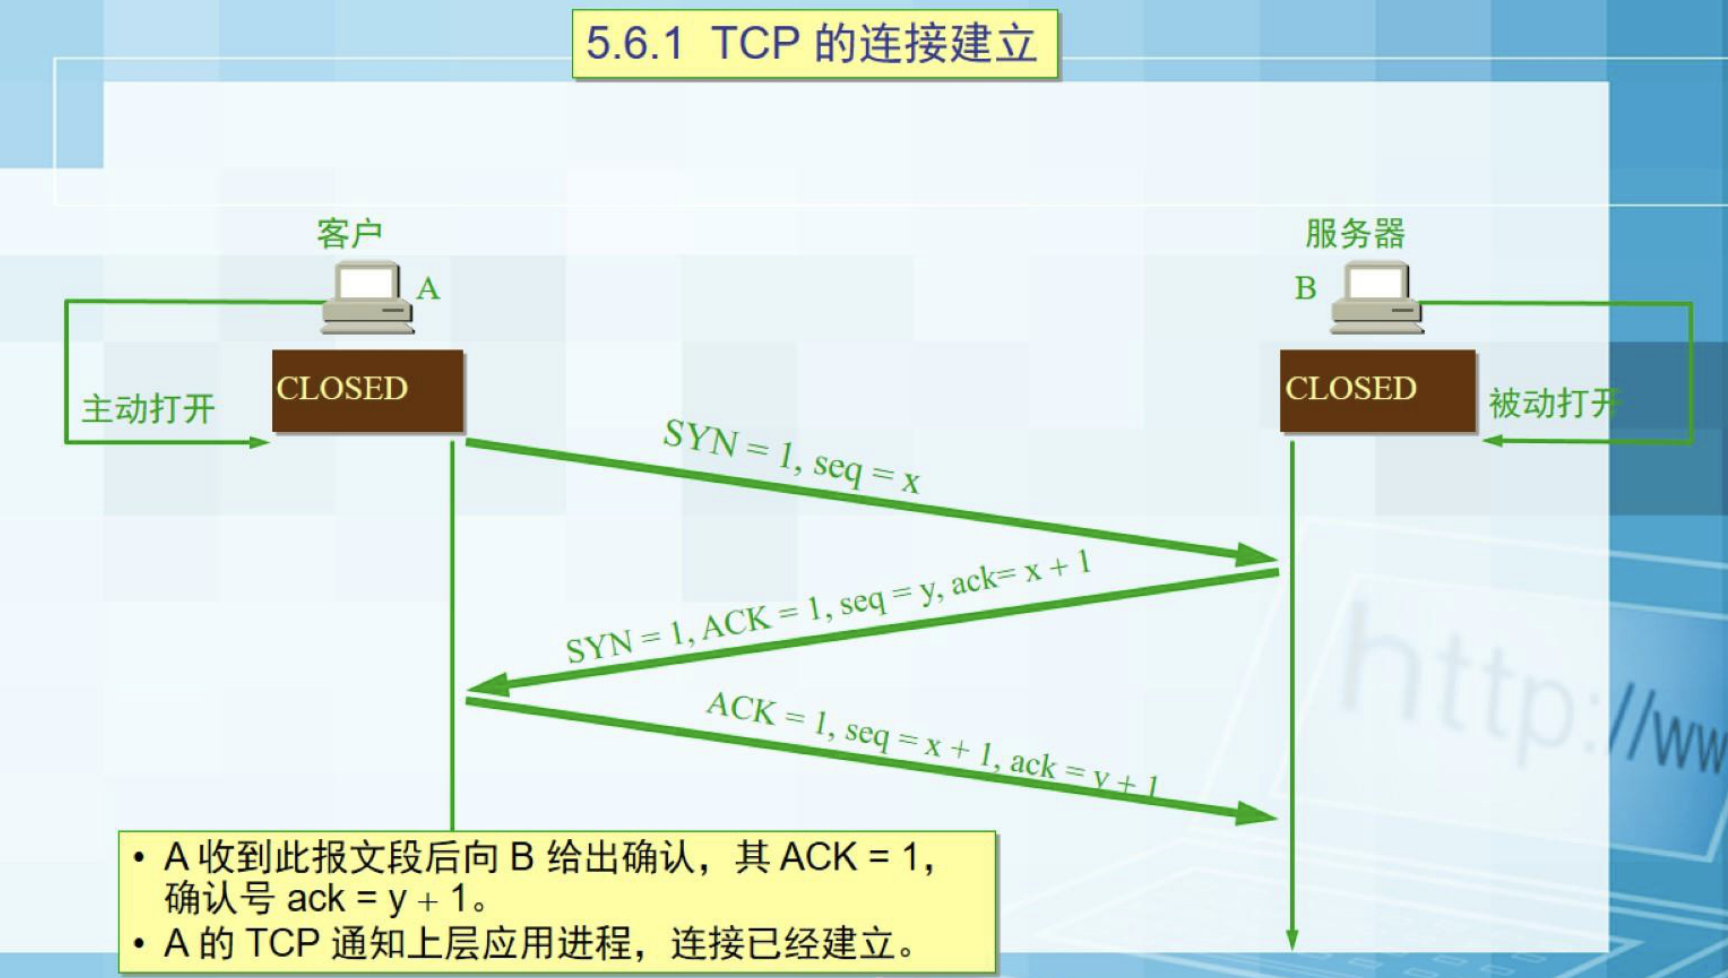 5.6.1 TCP 的连接建立
客户
服务器
A
B
CLOSED
CLOSED
主动打开
被动打开
SYN = 1, seq = x
SYN = 1, ACK = 1, seq = y, ack= x + 1
ACK = 1, seq = x + 1, ack = y + 1
http://ww
• A 收到此报文段后向 B 给出确认，其 ACK = 1，
确认号 ack = y + 1。
• A 的 TCP 通知上层应用进程，连接已经建立。